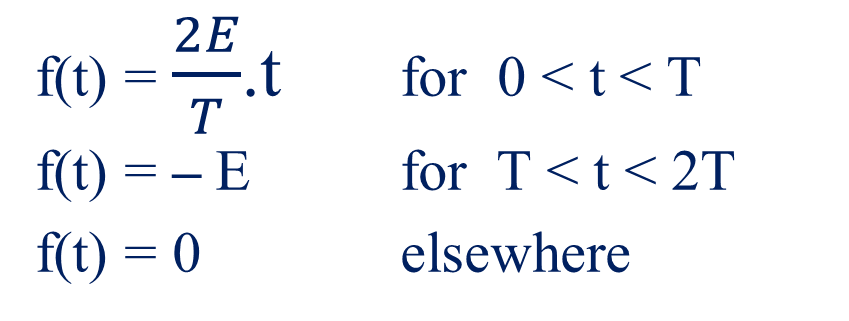 f(t) = 2E/T .t for 0 < t < T
f(t) = – E for T < t < 2T
f(t) = 0 elsewhere